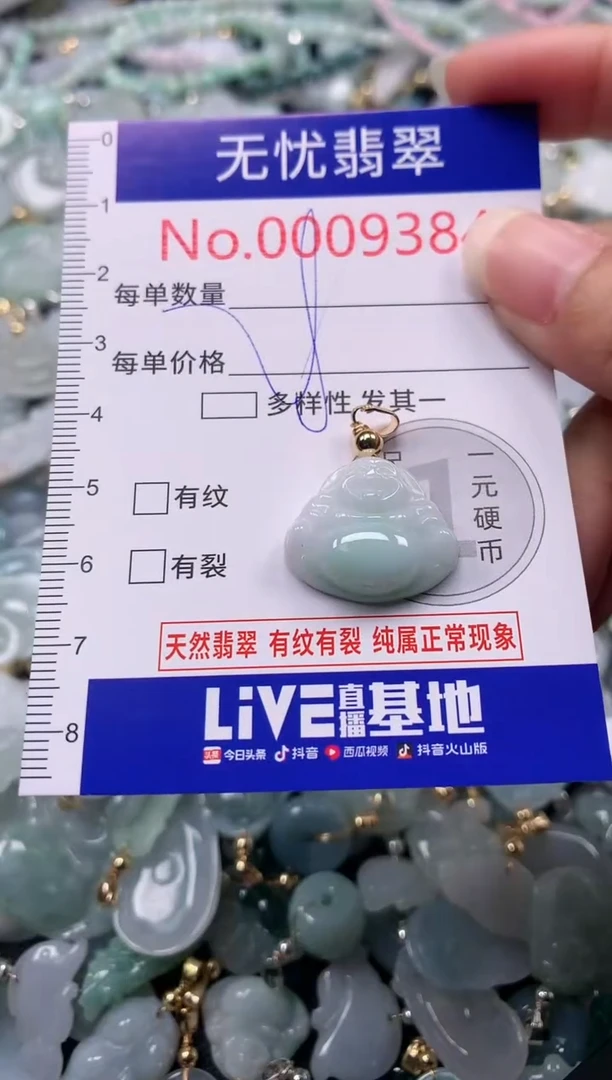 无忧翡翠
No.0009384
0
1
2
每单数量
3
每单价格
4
多样性 发其一
一元硬币
5
有纹
6
有裂
天然翡翠 有纹有裂 纯属正常现象
7
LiVE直播基地
8
头条 今日头条 抖音 西瓜视频 抖音火山版